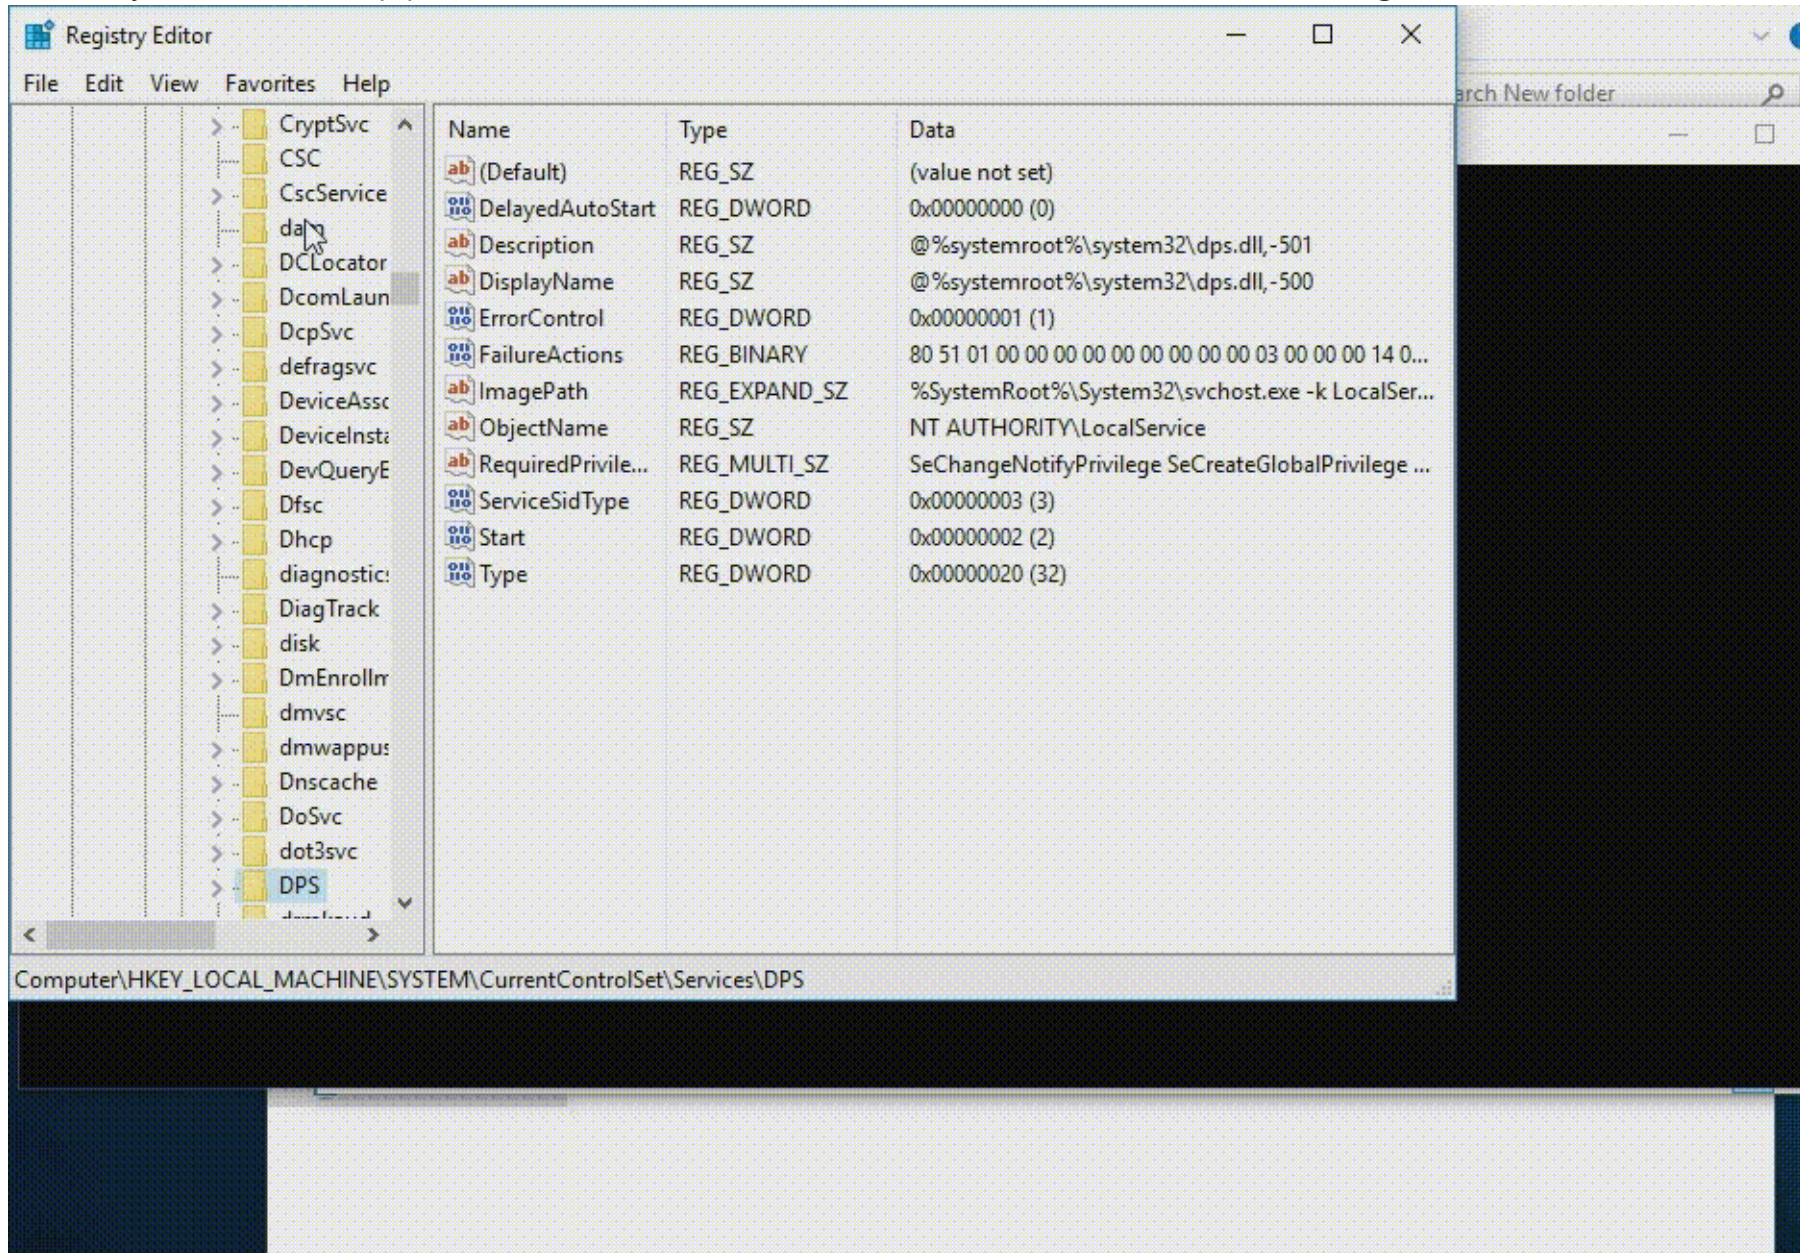 Registry Editor
File Edit View Favorites Help
CryptSvc
CSC
CscService
dam
DCLocator
DcomLaun
DcpSvc
defragsvc
DeviceAssc
DeviceInsta
DevQueryE
Dfsc
Dhcp
diagnostic
DiagTrack
disk
DmEnrollm
dmvsc
dmwappus
Dnscache
DoSvc
dot3svc
DPS
Name Type Data
(Default) REG_SZ (value not set)
DelayedAutoStart REG_DWORD 0x00000000 (0)
Description REG_SZ @%systemroot%\system32\dps.dll,-501
DisplayName REG_SZ @%systemroot%\system32\dps.dll,-500
ErrorControl REG_DWORD 0x00000001 (1)
FailureActions REG_BINARY 80 51 01 00 00 00 00 00 00 00 00 00 03 00 00 00 14 0...
ImagePath REG_EXPAND_SZ %SystemRoot%\System32\svchost.exe -k LocalSer...
ObjectName REG_SZ NT AUTHORITY\LocalService
RequiredPrivile... REG_MULTI_SZ SeChangeNotifyPrivilege SeCreateGlobalPrivilege ...
ServiceSidType REG_DWORD 0x00000003 (3)
Start REG_DWORD 0x00000002 (2)
Type REG_DWORD 0x00000020 (32)
Computer\HKEY_LOCAL_MACHINE\SYSTEM\CurrentControlSet\Services\DPS
arch New folder